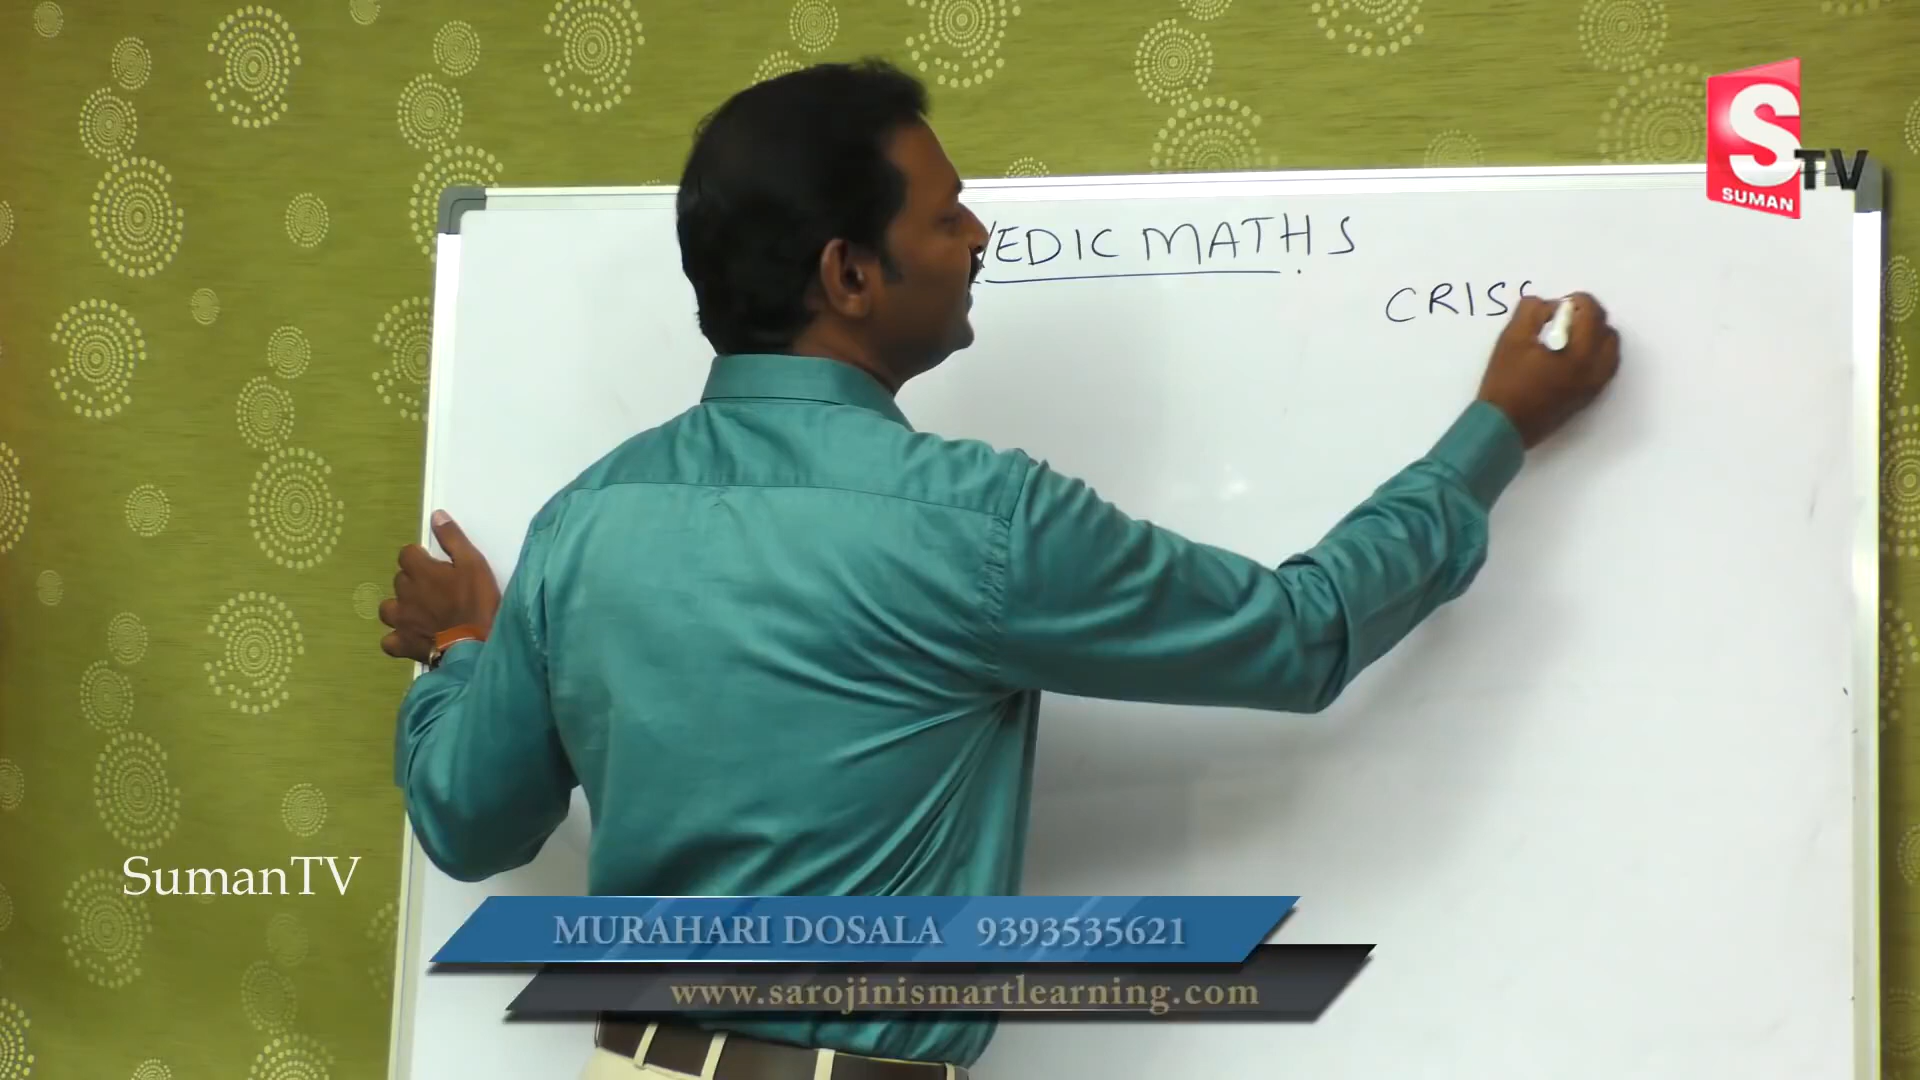 S TV
SUMAN
VEDIC MATHS
CRISS
SumanTV
MURAHARI DOSALA 9393535621
www.sarojinismartlearning.com